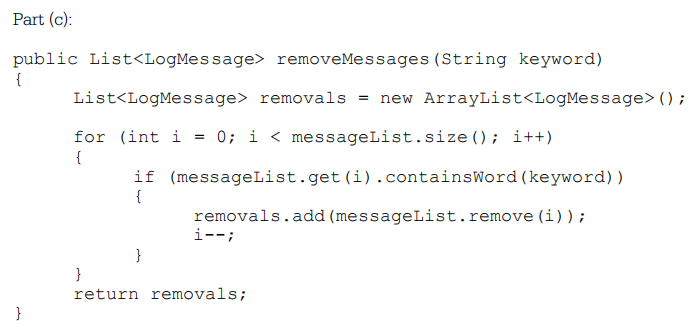 Part (c):
public List<LogMessage> removeMessages(String keyword)
{
List<LogMessage> removals = new ArrayList<LogMessage>();
for (int i = 0; i < messageList.size(); i++)
{
if (messageList.get(i).containsWord(keyword))
{
removals.add(messageList.remove(i));
i--;
}
}
return removals;
}